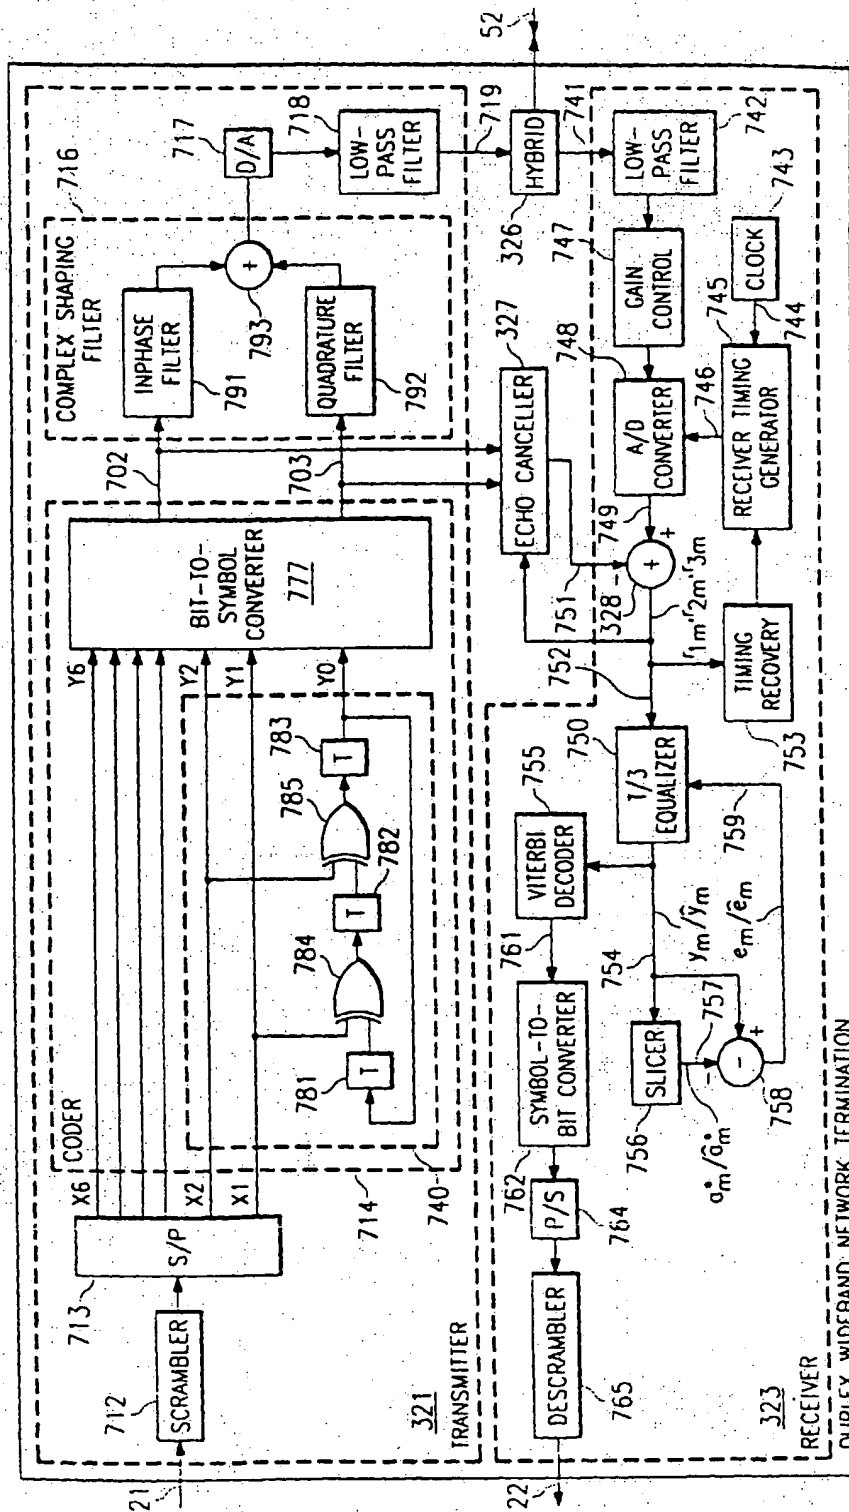 21
SCRAMBLER
712
S/P
713
X6
X2
X1
CODER
714
740
Y6
Y2
Y1
Y0
T
781
784
T
782
785
T
783
BIT-TO-
SYMBOL
CONVERTER
777
702
703
COMPLEX SHAPING
FILTER
716
INPHASE
FILTER
791
QUADRATURE
FILTER
792
+
793
D/A
717
LOW-
PASS
FILTER
718
719
321
TRANSMITTER
HYBRID
326
52
741
ECHO CANCELLER
327
751
LOW-
PASS
FILTER
742
GAIN
CONTROL
747
A/D
CONVERTER
748
749
CLOCK
743
744
RECEIVER TIMING
GENERATOR
745
746
+
-
+
328
r1m,r2m,r3m
752
TIMING
RECOVERY
753
T/3
EQUALIZER
750
759
VITERBI
DECODER
755
761
754
ym/ŷm
em/êm
SLICER
756
757
-
-
+
758
a•m/â•m
SYMBOL-TO-
BIT CONVERTER
762
P/S
764
DESCRAMBLER
765
22
323
RECEIVER
DUPLEX WIDEBAND NETWORK TERMINATION